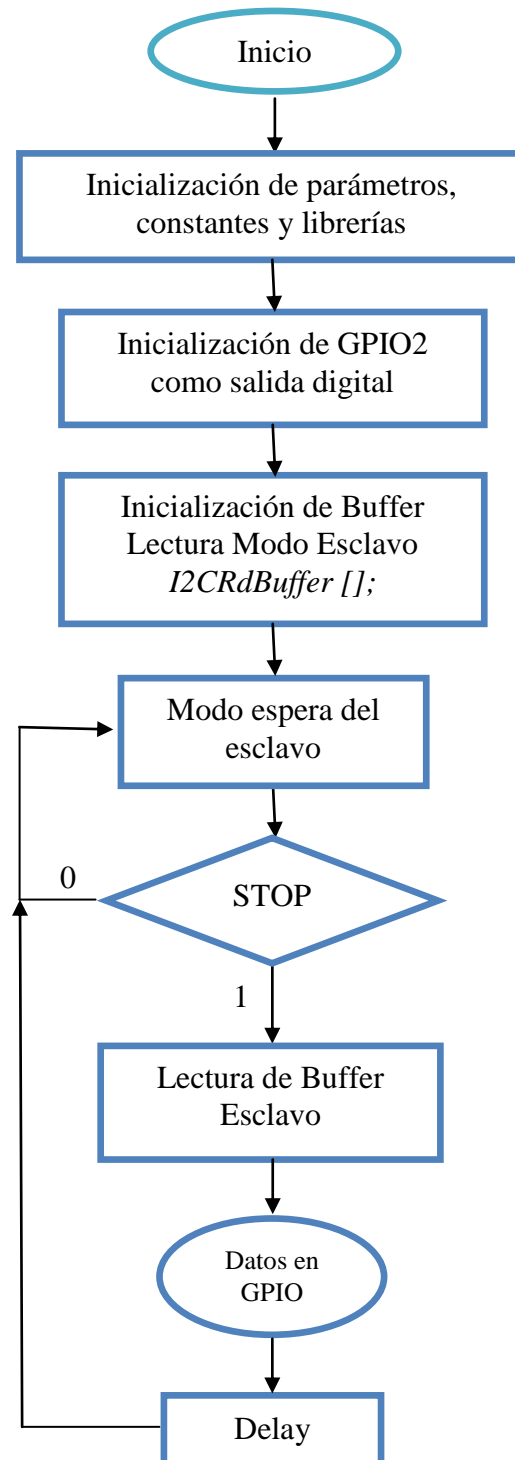 Inicio
Inicialización de parámetros,
constantes y librerías
Inicialización de GPIO2
como salida digital
Inicialización de Buffer
Lectura Modo Esclavo
I2CRdBuffer [];
Modo espera del
esclavo
0
STOP
1
Lectura de Buffer
Esclavo
Datos en
GPIO
Delay